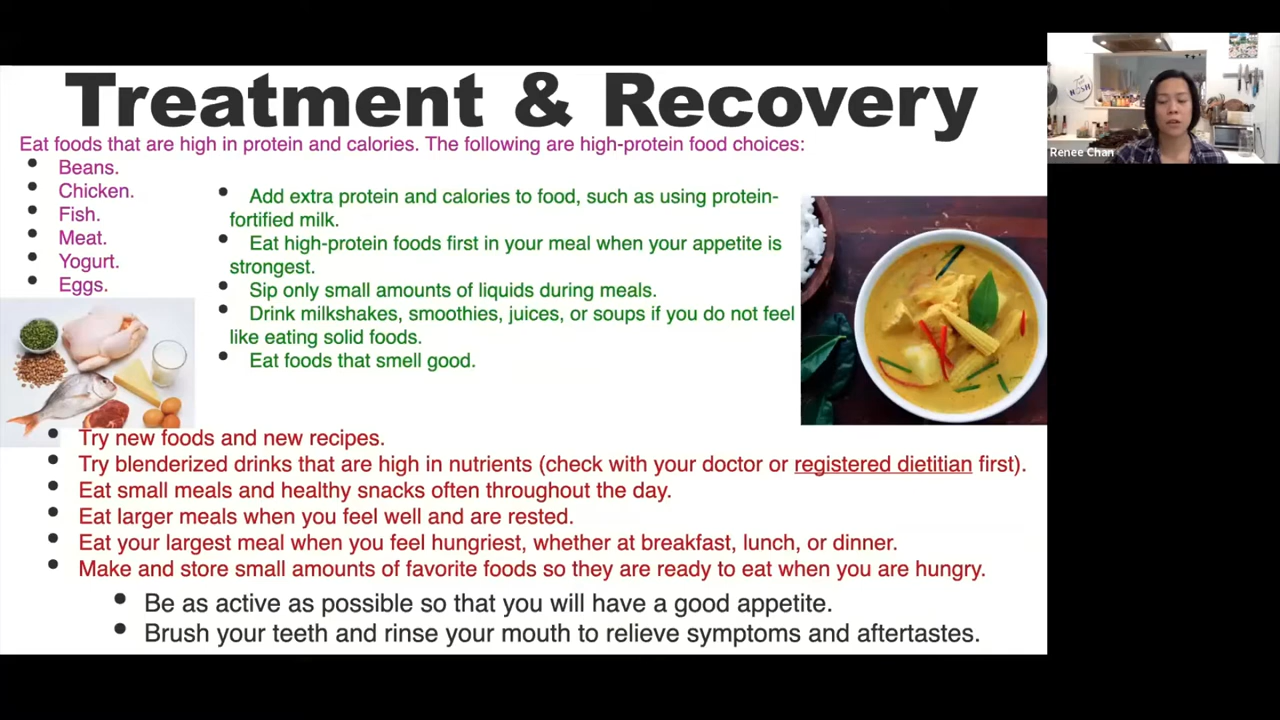 Treatment & Recovery
Eat foods that are high in protein and calories. The following are high-protein food choices:
• Beans.
• Chicken.
• Fish.
• Meat.
• Yogurt.
• Eggs.
• Add extra protein and calories to food, such as using protein-
fortified milk.
• Eat high-protein foods first in your meal when your appetite is
strongest.
• Sip only small amounts of liquids during meals.
• Drink milkshakes, smoothies, juices, or soups if you do not feel
like eating solid foods.
• Eat foods that smell good.
• Try new foods and new recipes.
• Try blenderized drinks that are high in nutrients (check with your doctor or registered dietitian first).
• Eat small meals and healthy snacks often throughout the day.
• Eat larger meals when you feel well and are rested.
• Eat your largest meal when you feel hungriest, whether at breakfast, lunch, or dinner.
• Make and store small amounts of favorite foods so they are ready to eat when you are hungry.
• Be as active as possible so that you will have a good appetite.
• Brush your teeth and rinse your mouth to relieve symptoms and aftertastes.
Renee Chan